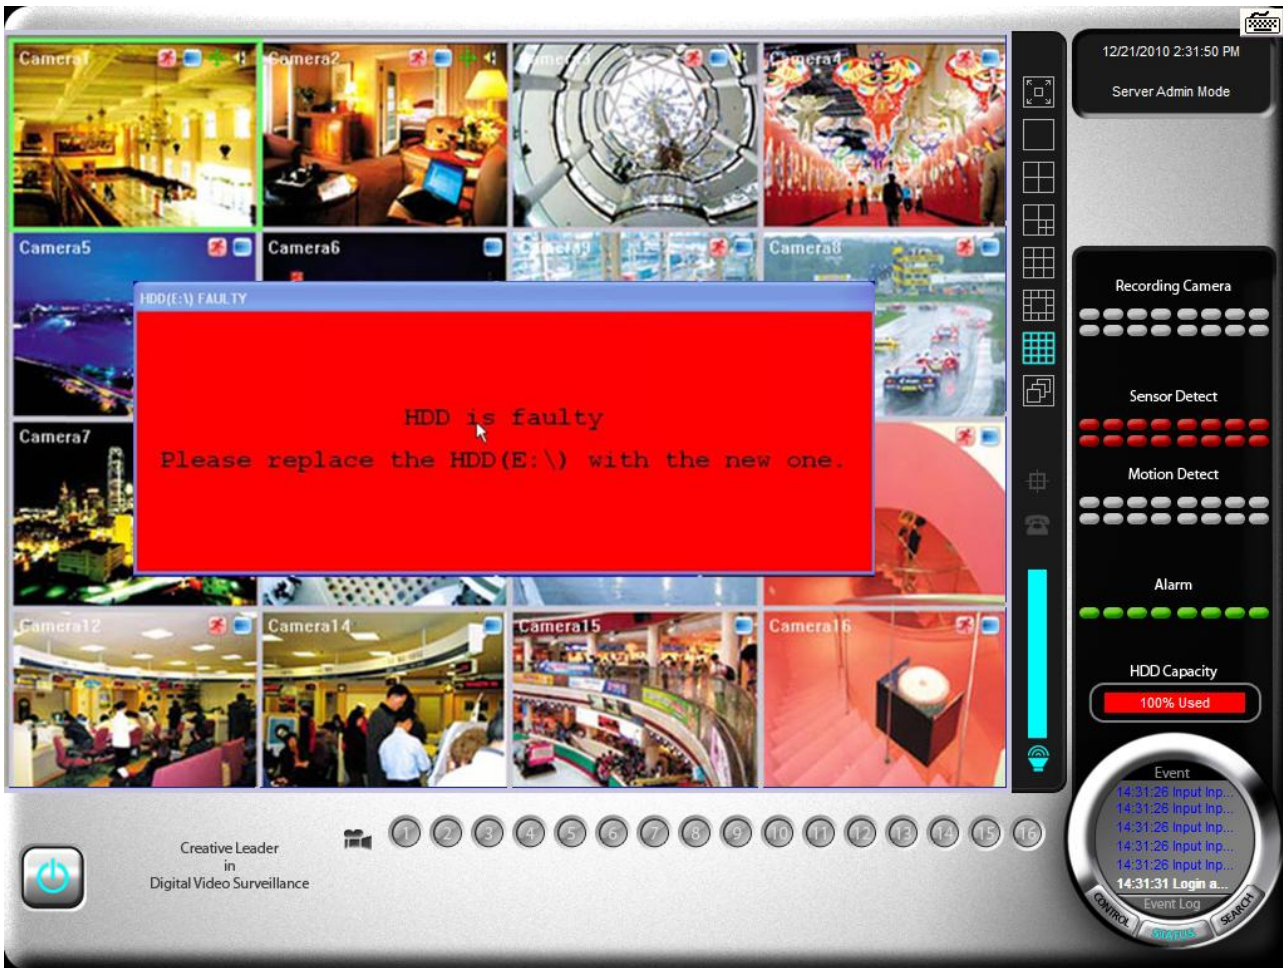 Camera1
Camera2
Camera3
Camera4
12/21/2010 2:31:50 PM
Server Admin Mode
Camera5
Camera6
Camera9
Camera8
HDD(E:\) FAULTY
HDD is faulty
Please replace the HDD(E:\) with the new one.
Camera7
Camera12
Camera14
Camera15
Camera16
Recording Camera
Sensor Detect
Motion Detect
Alarm
HDD Capacity
100% Used
Event
14:31:26 Input Inp...
14:31:26 Input Inp...
14:31:26 Input Inp...
14:31:26 Input Inp...
14:31:26 Input Inp...
14:31:31 Login a...
Event Log
CONTROL
STATUS
SEARCH
Creative Leader
in
Digital Video Surveillance
1 2 3 4 5 6 7 8 9 10 11 12 13 14 15 16